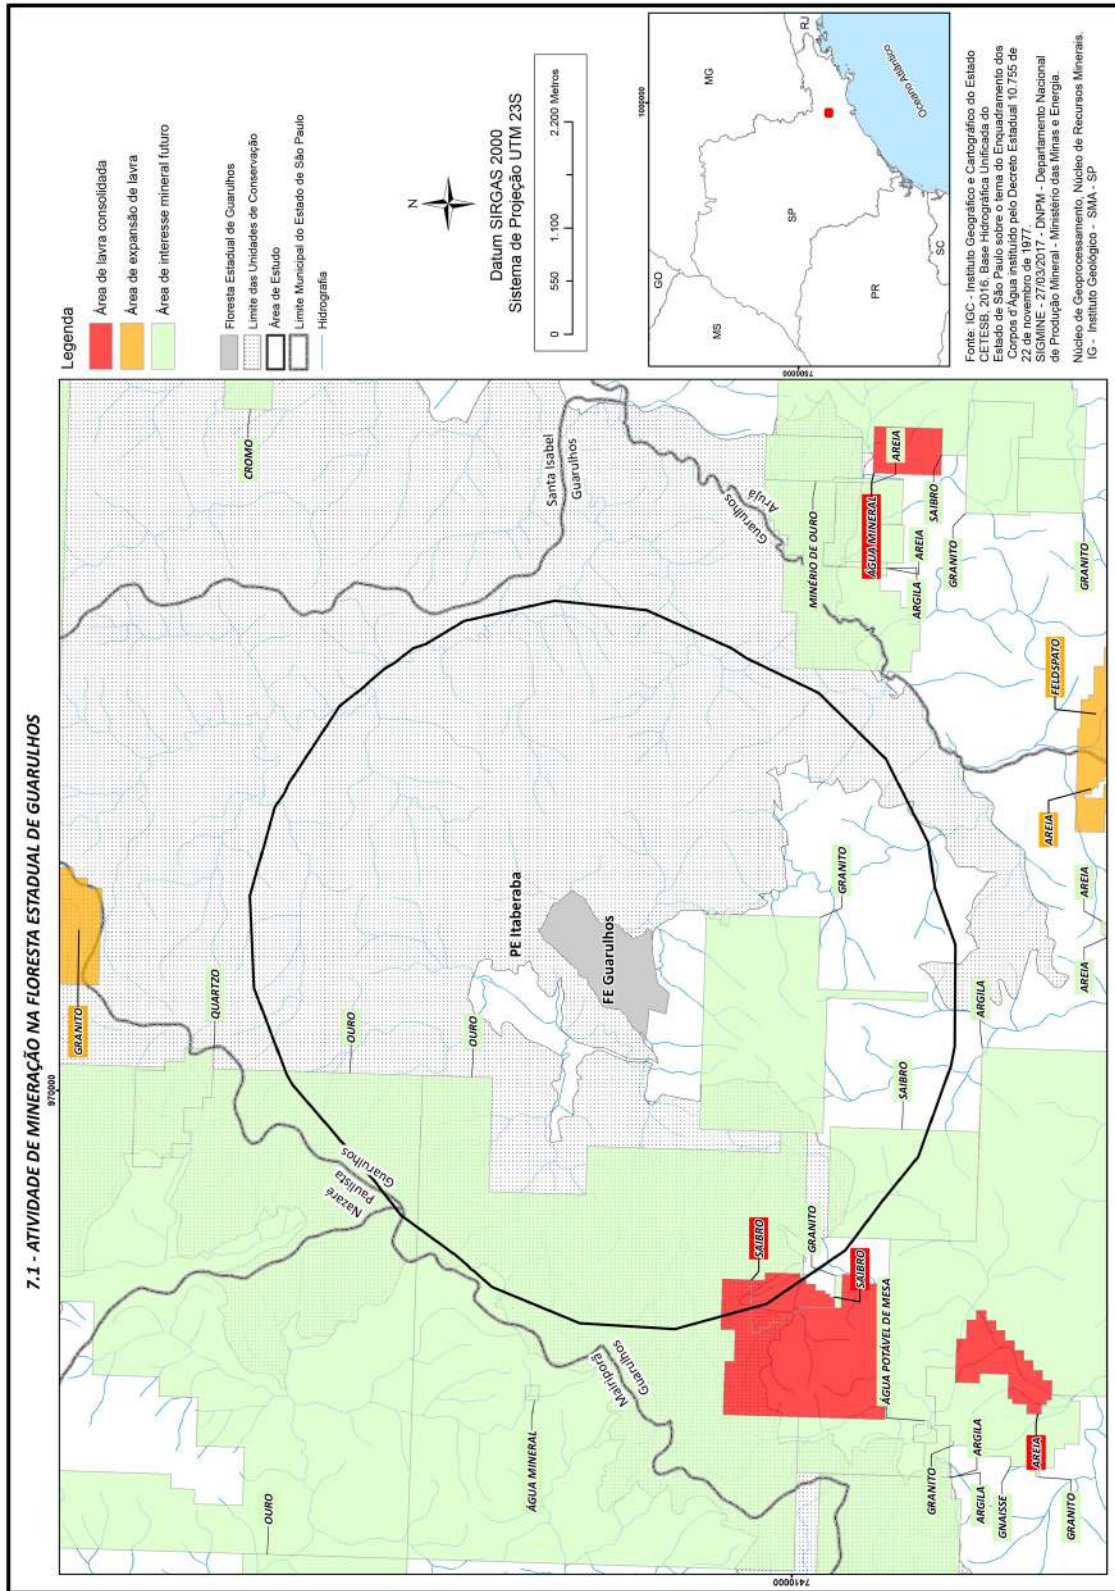 7.1 - ATIVIDADE DE MINERAÇÃO NA FLORESTA ESTADUAL DE GUARULHOS
970000
7410000
GRANITO
QUARTZO
OURO
OURO
OURO
CROMO
ÁGUA MINERAL
Nazaré
Paulista
Guarulhos
Mairiporã
Guarulhos
PE Itaberaba
FE Guarulhos
Santa Isabel
Guarulhos
Guarulhos
Arujá
SAIBRO
GRANITO
SAIBRO
ÁGUA POTÁVEL DE MESA
GRANITO
SAIBRO
ARGILA
GRANITO
ARGILA
ARGILA
GNAISSE
AREIA
GRANITO
MINÉRIO DE OURO
ÁGUA MINERAL
AREIA
ARGILA
AREIA
SAIBRO
GRANITO
GRANITO
FELDSPATO
AREIA
AREIA
AREIA
Legenda
Área de lavra consolidada
Área de expansão de lavra
Área de interesse mineral futuro
Floresta Estadual de Guarulhos
Limite das Unidades de Conservação
Área de Estudo
Limite Municipal do Estado de São Paulo
Hidrografia
N
Datum SIRGAS 2000
Sistema de Projeção UTM 23S
0 550 1.100 2.200 Metros
1000000
7500000
GO
MG
MS
SP
RJ
PR
SC
Oceano Atlântico
Fonte: IGC - Instituto Geográfico e Cartográfico do Estado
CETESB, 2016. Base Hidrográfica Unificada do
Estado de São Paulo sobre o tema do Enquadramento dos
Corpos d'Água instituído pelo Decreto Estadual 10.755 de
22 de novembro de 1977.
SIGMINE - 27/03/2017 - DNPM - Departamento Nacional
de Produção Mineral - Ministério das Minas e Energia.
Núcleo de Geoprocessamento, Núcleo de Recursos Minerais.
IG - Instituto Geológico - SMA - SP